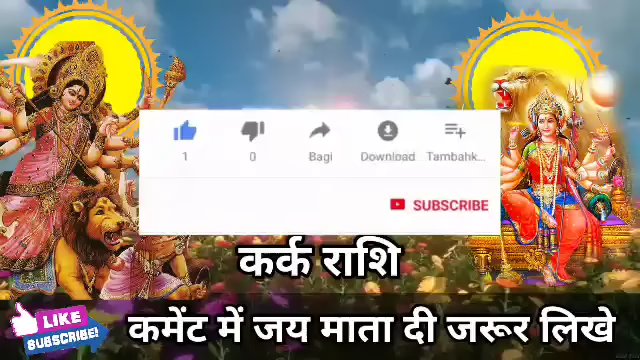 1 0 Bagi Download Tambahk...
SUBSCRIBE
कर्क राशि
LIKE
SUBSCRIBE!
कमेंट में जय माता दी जरूर लिखे